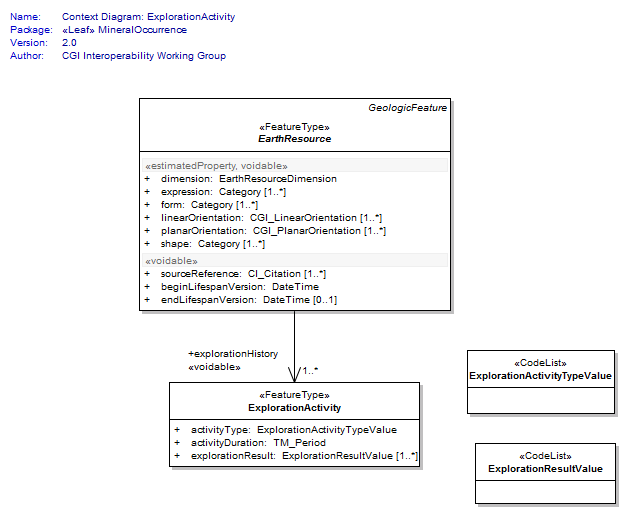 Name: Context Diagram: ExplorationActivity
Package: «Leaf» MineralOccurrence
Version: 2.0
Author: CGI Interoperability Working Group
GeologicFeature
«FeatureType»
EarthResource
«estimatedProperty, voidable»
+ dimension: EarthResourceDimension
+ expression: Category [1..*]
+ form: Category [1..*]
+ linearOrientation: CGI_LinearOrientation [1..*]
+ planarOrientation: CGI_PlanarOrientation [1..*]
+ shape: Category [1..*]
«voidable»
+ sourceReference: CI_Citation [1..*]
+ beginLifespanVersion: DateTime
+ endLifespanVersion: DateTime [0..1]
+explorationHistory
«voidable»
1..*
«FeatureType»
ExplorationActivity
+ activityType: ExplorationActivityTypeValue
+ activityDuration: TM_Period
+ explorationResult: ExplorationResultValue [1..*]
«CodeList»
ExplorationActivityTypeValue
«CodeList»
ExplorationResultValue